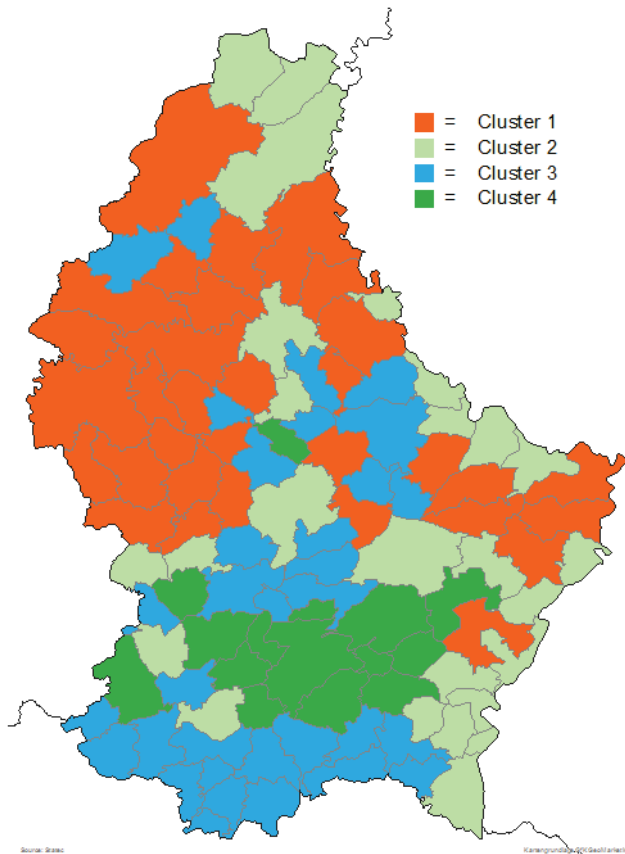 = Cluster 1
= Cluster 2
= Cluster 3
= Cluster 4
Source: Statec